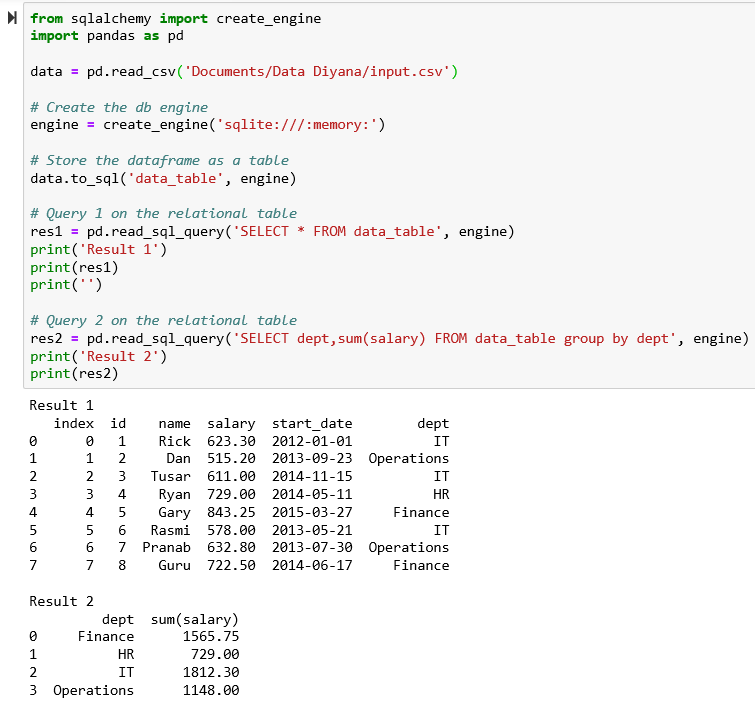 from sqlalchemy import create_engine
import pandas as pd
data = pd.read_csv('Documents/Data Diyana/input.csv')
# Create the db engine
engine = create_engine('sqlite:///:memory:')
# Store the dataframe as a table
data.to_sql('data_table', engine)
# Query 1 on the relational table
res1 = pd.read_sql_query('SELECT * FROM data_table', engine)
print('Result 1')
print(res1)
print('')
# Query 2 on the relational table
res2 = pd.read_sql_query('SELECT dept,sum(salary) FROM data_table group by dept', engine)
print('Result 2')
print(res2)
Result 1
index id name salary start_date dept
0 0 1 Rick 623.30 2012-01-01 IT
1 1 2 Dan 515.20 2013-09-23 Operations
2 2 3 Tusar 611.00 2014-11-15 IT
3 3 4 Ryan 729.00 2014-05-11 HR
4 4 5 Gary 843.25 2015-03-27 Finance
5 5 6 Rasmi 578.00 2013-05-21 IT
6 6 7 Pranab 632.80 2013-07-30 Operations
7 7 8 Guru 722.50 2014-06-17 Finance
Result 2
dept sum(salary)
0 Finance 1565.75
1 HR 729.00
2 IT 1812.30
3 Operations 1148.00